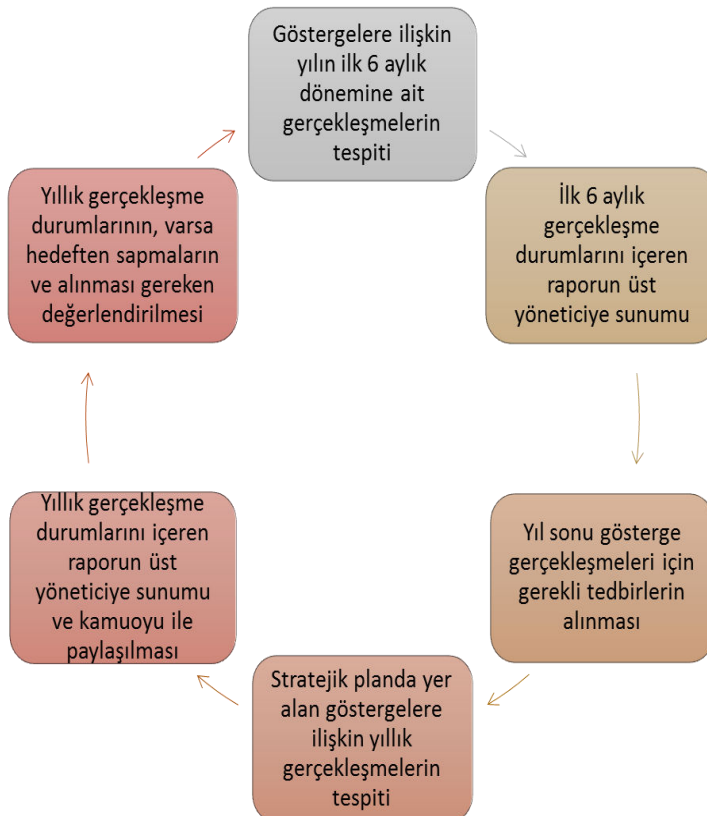 Göstergelere ilişkin
yılın ilk 6 aylık
dönemine ait
gerçekleşmelerin
tespiti
İlk 6 aylık
gerçekleşme
durumlarını içeren
raporun üst
yöneticiye sunumu
Yıl sonu gösterge
gerçekleşmeleri için
gerekli tedbirlerin
alınması
Stratejik planda yer
alan göstergelere
ilişkin yıllık
gerçekleşmelerin
tespiti
Yıllık gerçekleşme
durumlarını içeren
raporun üst
yöneticiye sunumu
ve kamuoyu ile
paylaşılması
Yıllık gerçekleşme
durumlarının, varsa
hedeften sapmaların
ve alınması gereken
değerlendirilmesi